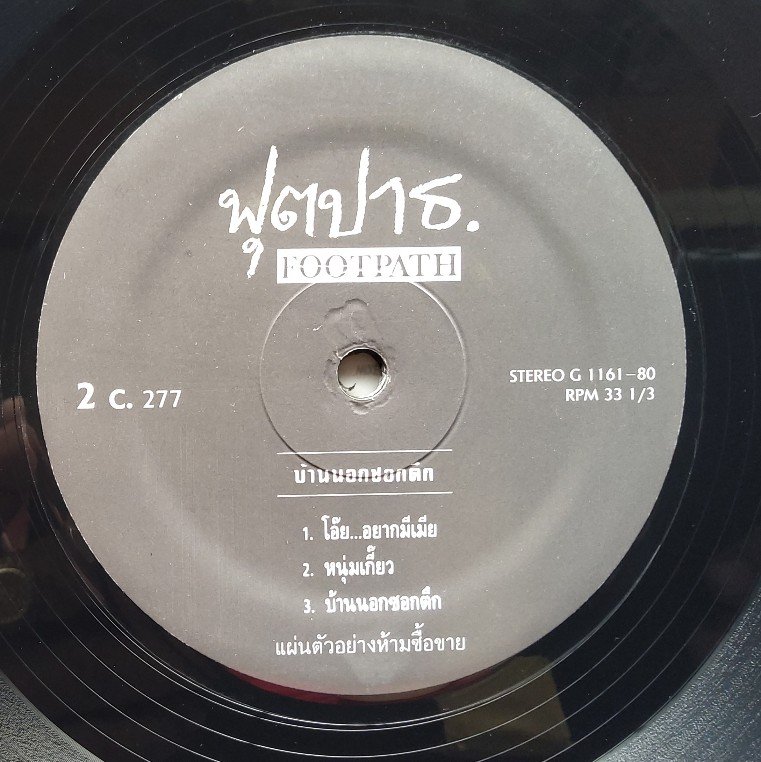 ฟุตปาธ.
FOOTPATH
2 C. 277
STEREO G 1161-80
RPM 33 1/3
บ้านนอกซอกตึก
1. โอ๊ย...อยากมีเมีย
2. หนุ่มเกี๊ยว
3. บ้านนอกซอกตึก
แผ่นตัวอย่างห้ามซื้อขาย